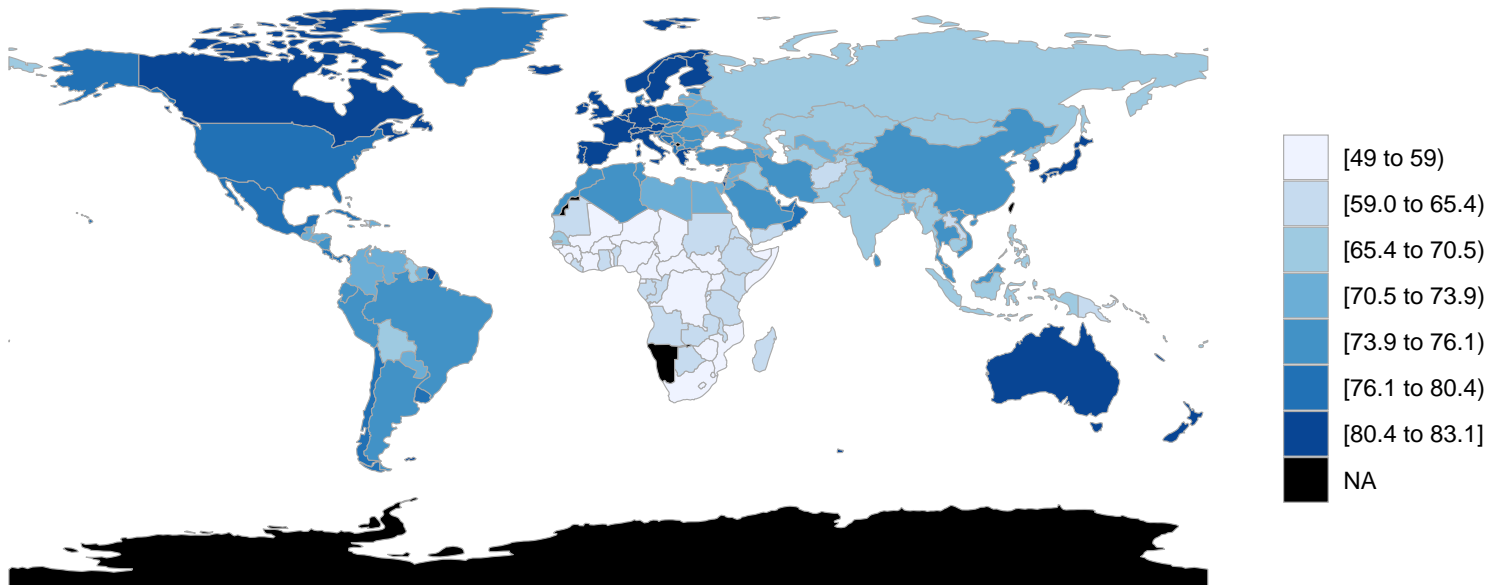 [49 to 59)
[59.0 to 65.4)
[65.4 to 70.5)
[70.5 to 73.9)
[73.9 to 76.1)
[76.1 to 80.4)
[80.4 to 83.1]
NA